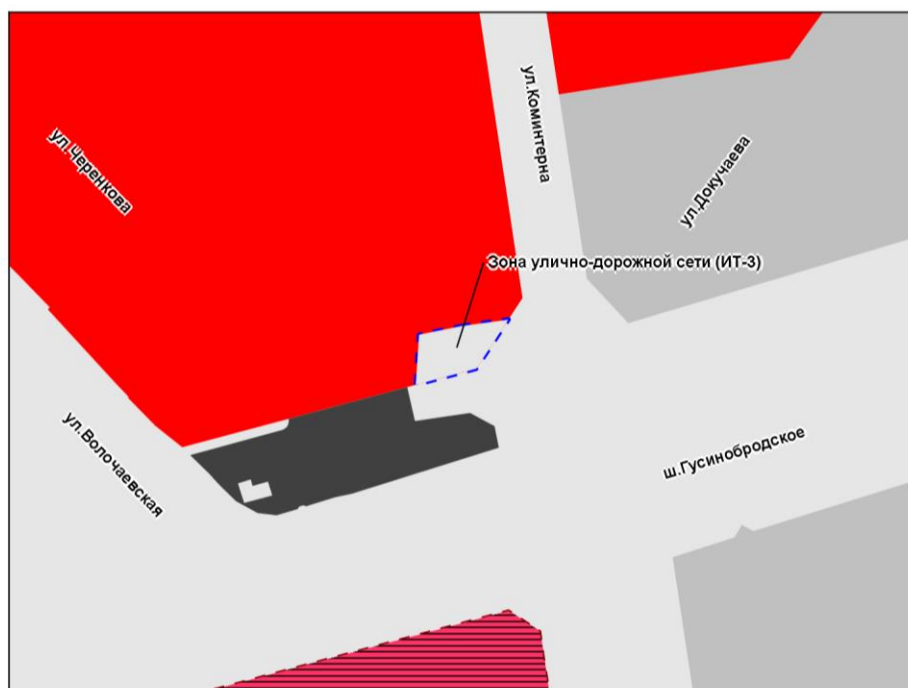 ул.Коминтерна
ул.Черенкова
ул.Докучаева
Зона улично-дорожной сети (ИТ-3)
ул.Волочаевская
ш.Гусинобродское